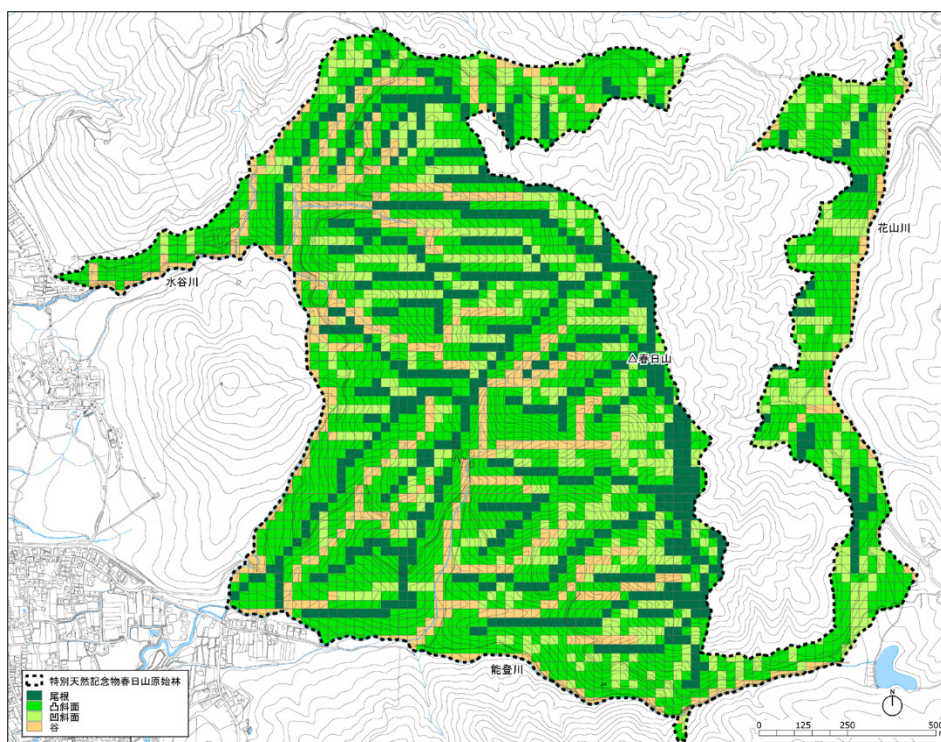 花山川
水谷川
△春日山
能登川
特別天然記念物春日山原始林
尾根
凸斜面
凹斜面
谷
N
0 125 250 500